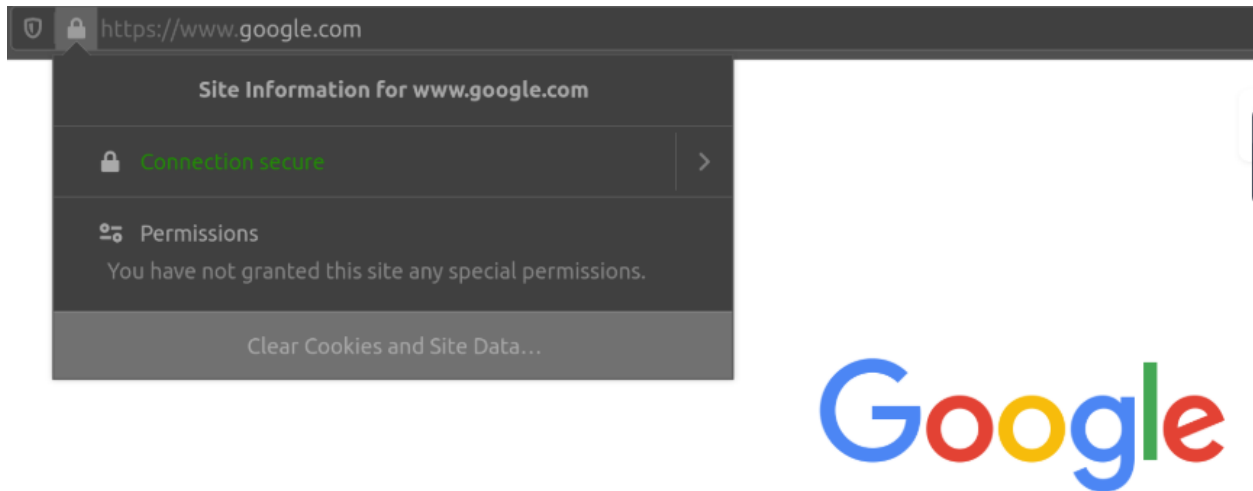 https://www.google.com
Site Information for www.google.com
Connection secure
Permissions
You have not granted this site any special permissions.
Clear Cookies and Site Data...
Google